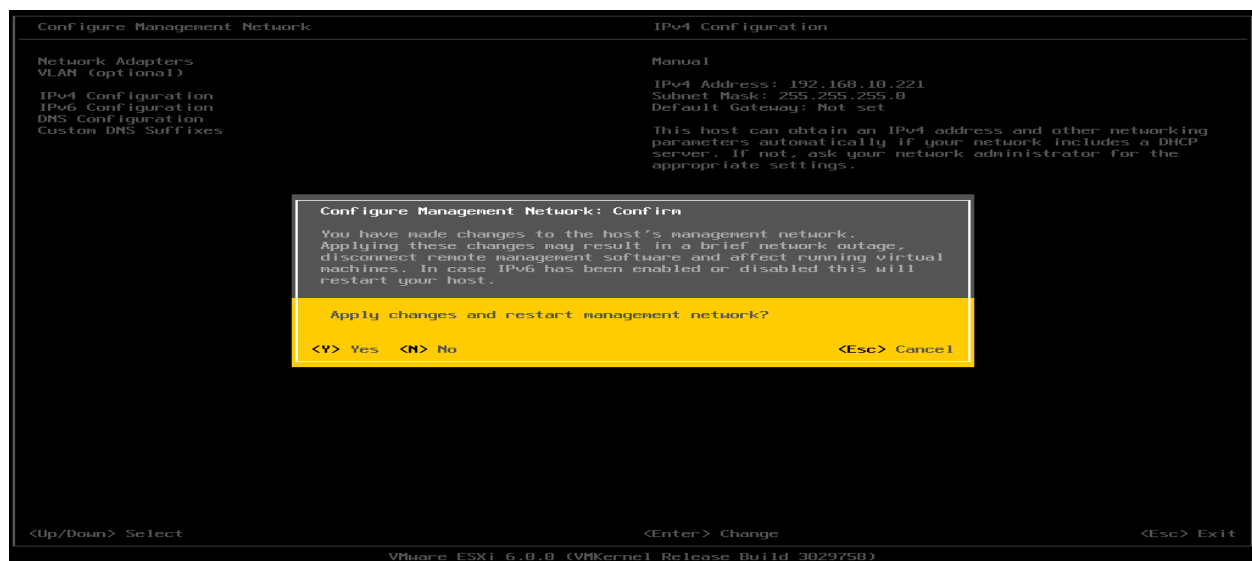 Configure Management Network
IPv4 Configuration
Network Adapters
VLAN (optional)
IPv4 Configuration
IPv6 Configuration
DNS Configuration
Custom DNS Suffixes
Manual
IPv4 Address: 192.168.10.221
Subnet Mask: 255.255.255.0
Default Gateway: Not set
This host can obtain an IPv4 address and other networking
parameters automatically if your network includes a DHCP
server. If not, ask your network administrator for the
appropriate settings.
Configure Management Network: Confirm
You have made changes to the host's management network.
Applying these changes may result in a brief network outage,
disconnect remote management software and affect running virtual
machines. In case IPv6 has been enabled or disabled this will
restart your host.
Apply changes and restart management network?
<Y> Yes <N> No <Esc> Cancel
<Up/Down> Select <Enter> Change <Esc> Exit
VMware ESXi 6.0.0 (VMKernel Release Build 3029758)